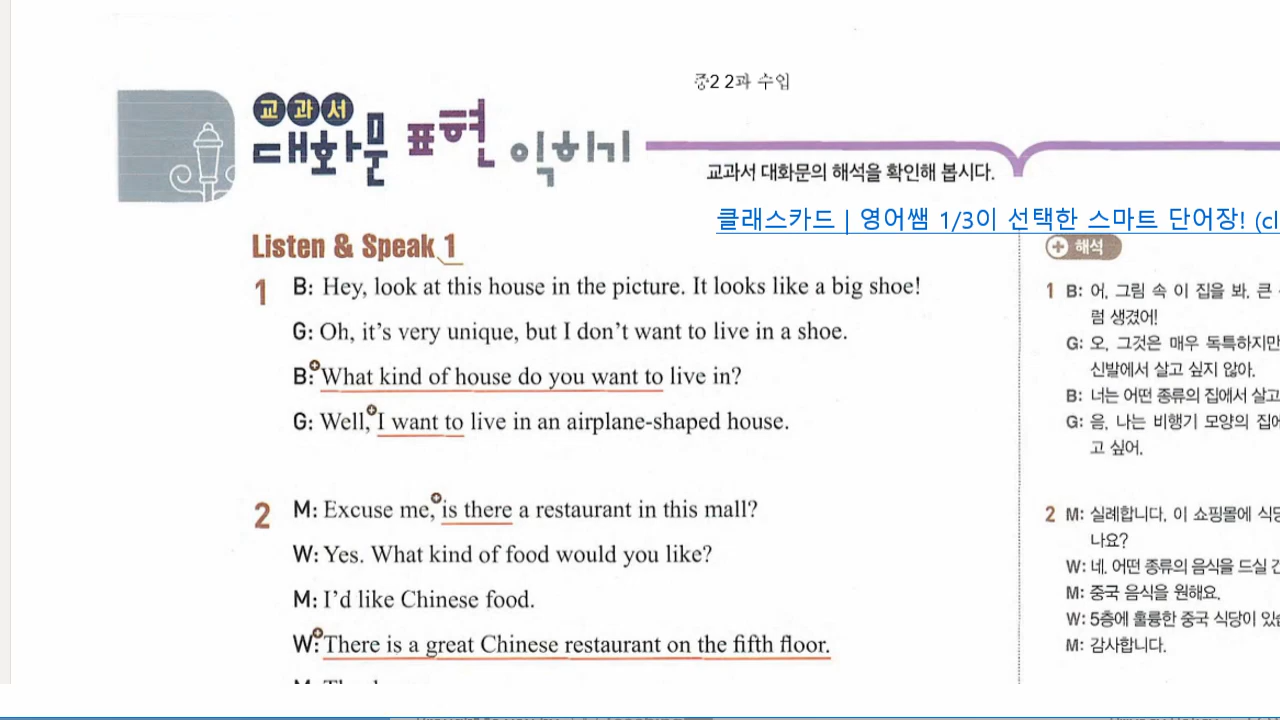 중2 2과 수입
교과서
대화문 표현 익히기
교과서 대화문의 해석을 확인해 봅시다.
클래스카드 | 영어쌤 1/3이 선택한 스마트 단어장! (cl
Listen & Speak 1
해석
1 B: Hey, look at this house in the picture. It looks like a big shoe!
G: Oh, it's very unique, but I don't want to live in a shoe.
B: What kind of house do you want to live in?
G: Well, I want to live in an airplane-shaped house.
2 M: Excuse me, is there a restaurant in this mall?
W: Yes. What kind of food would you like?
M: I'd like Chinese food.
W: There is a great Chinese restaurant on the fifth floor.
1 B: 어, 그림 속 이 집을 봐. 큰
럼 생겼어!
G: 오, 그것은 매우 독특하지만
신발에서 살고 싶지 않아.
B: 너는 어떤 종류의 집에서 살고
G: 음, 나는 비행기 모양의 집에
고 싶어.
2 M: 실례합니다, 이 쇼핑몰에 식당
나요?
W: 네. 어떤 종류의 음식을 드실
M: 중국 음식을 원해요.
W: 5층에 훌륭한 중국 식당이
M: 감사합니다.